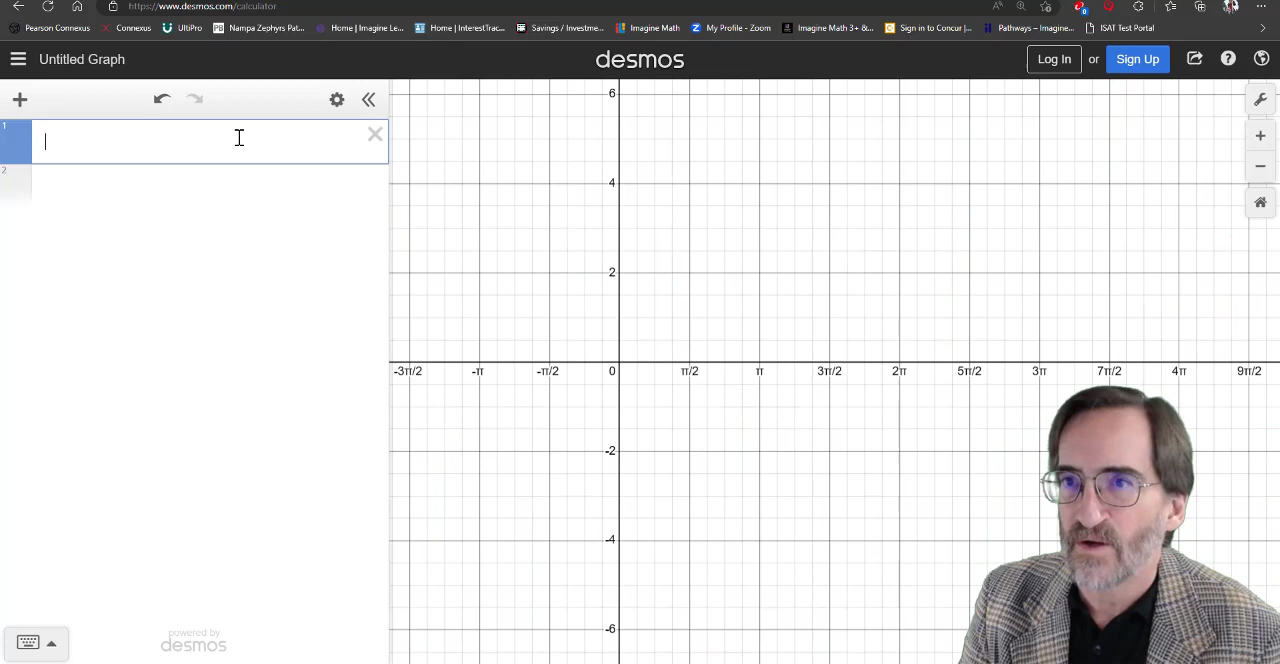 https://www.desmos.com/calculator
Pearson Connexus
Connexus
UltiPro
Nampa Zephyrs Pat...
Home | Imagine Le...
Home | InterestTrac...
Savings / Investme...
Imagine Math
My Profile - Zoom
Imagine Math 3+ &...
Sign in to Concur |...
Pathways – Imagine...
ISAT Test Portal
Untitled Graph
desmos
Log In
or
Sign Up
1
2
6
4
2
-3π/2
-π
-π/2
0
π/2
π
3π/2
2π
5π/2
3π
7π/2
4π
9π/2
-2
-4
-6
powered by
desmos